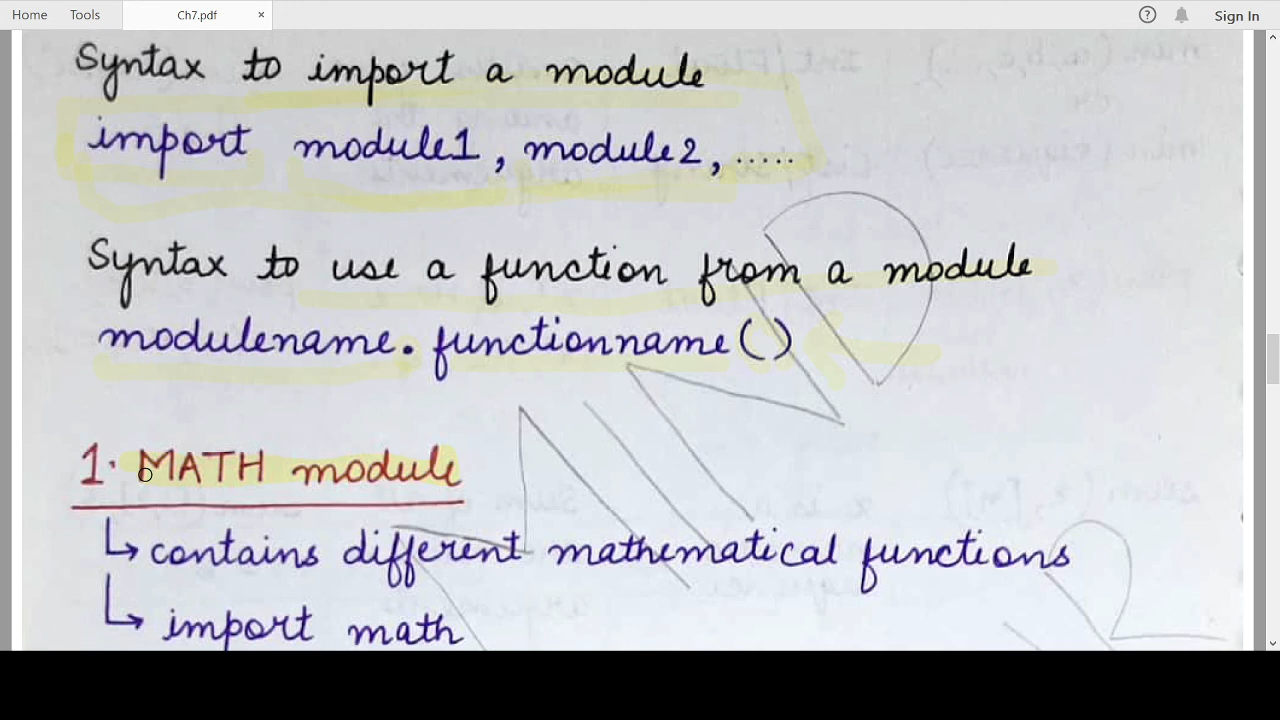 Home Tools Ch7.pdf × ? Sign In
Syntax to import a module
import module1, module2, .....
Syntax to use a function from a module
modulename.functionname()
1. MATH module
↳ contains different mathematical functions
↳ import math